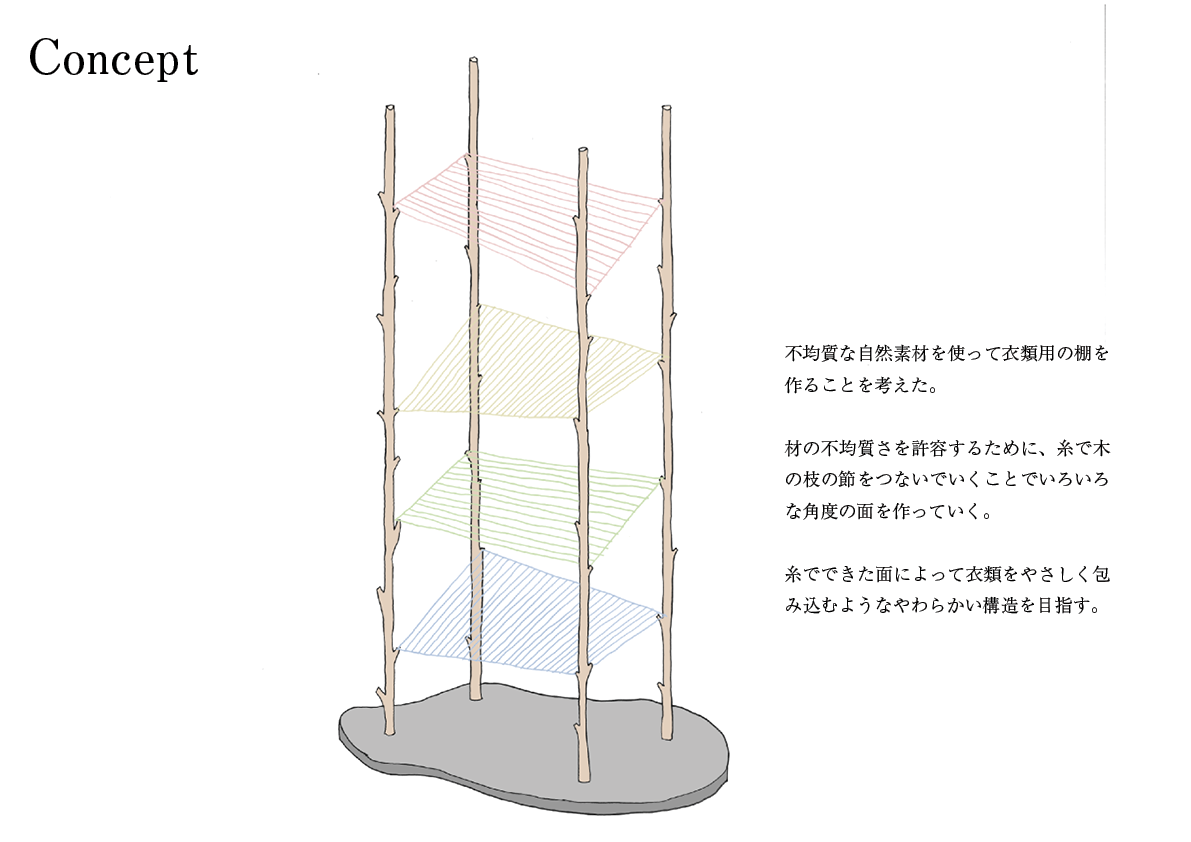 Concept
不均質な自然素材を使って衣類用の棚を
作ることを考えた。
材の不均質さを許容するために、糸で木
の枝の節をつないでいくことでいろいろ
な角度の面を作っていく。
糸でできた面によって衣類をやさしく包
み込むようなやわらかい構造を目指す。